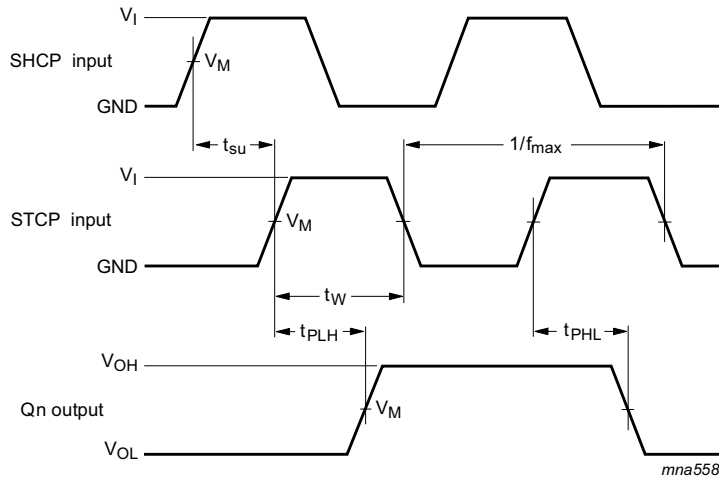 V_I
SHCP input
V_M
GND
t_su
1/f_max
V_I
STCP input
V_M
GND
t_W
t_PLH
t_PHL
V_OH
Qn output
V_M
V_OL
mna558